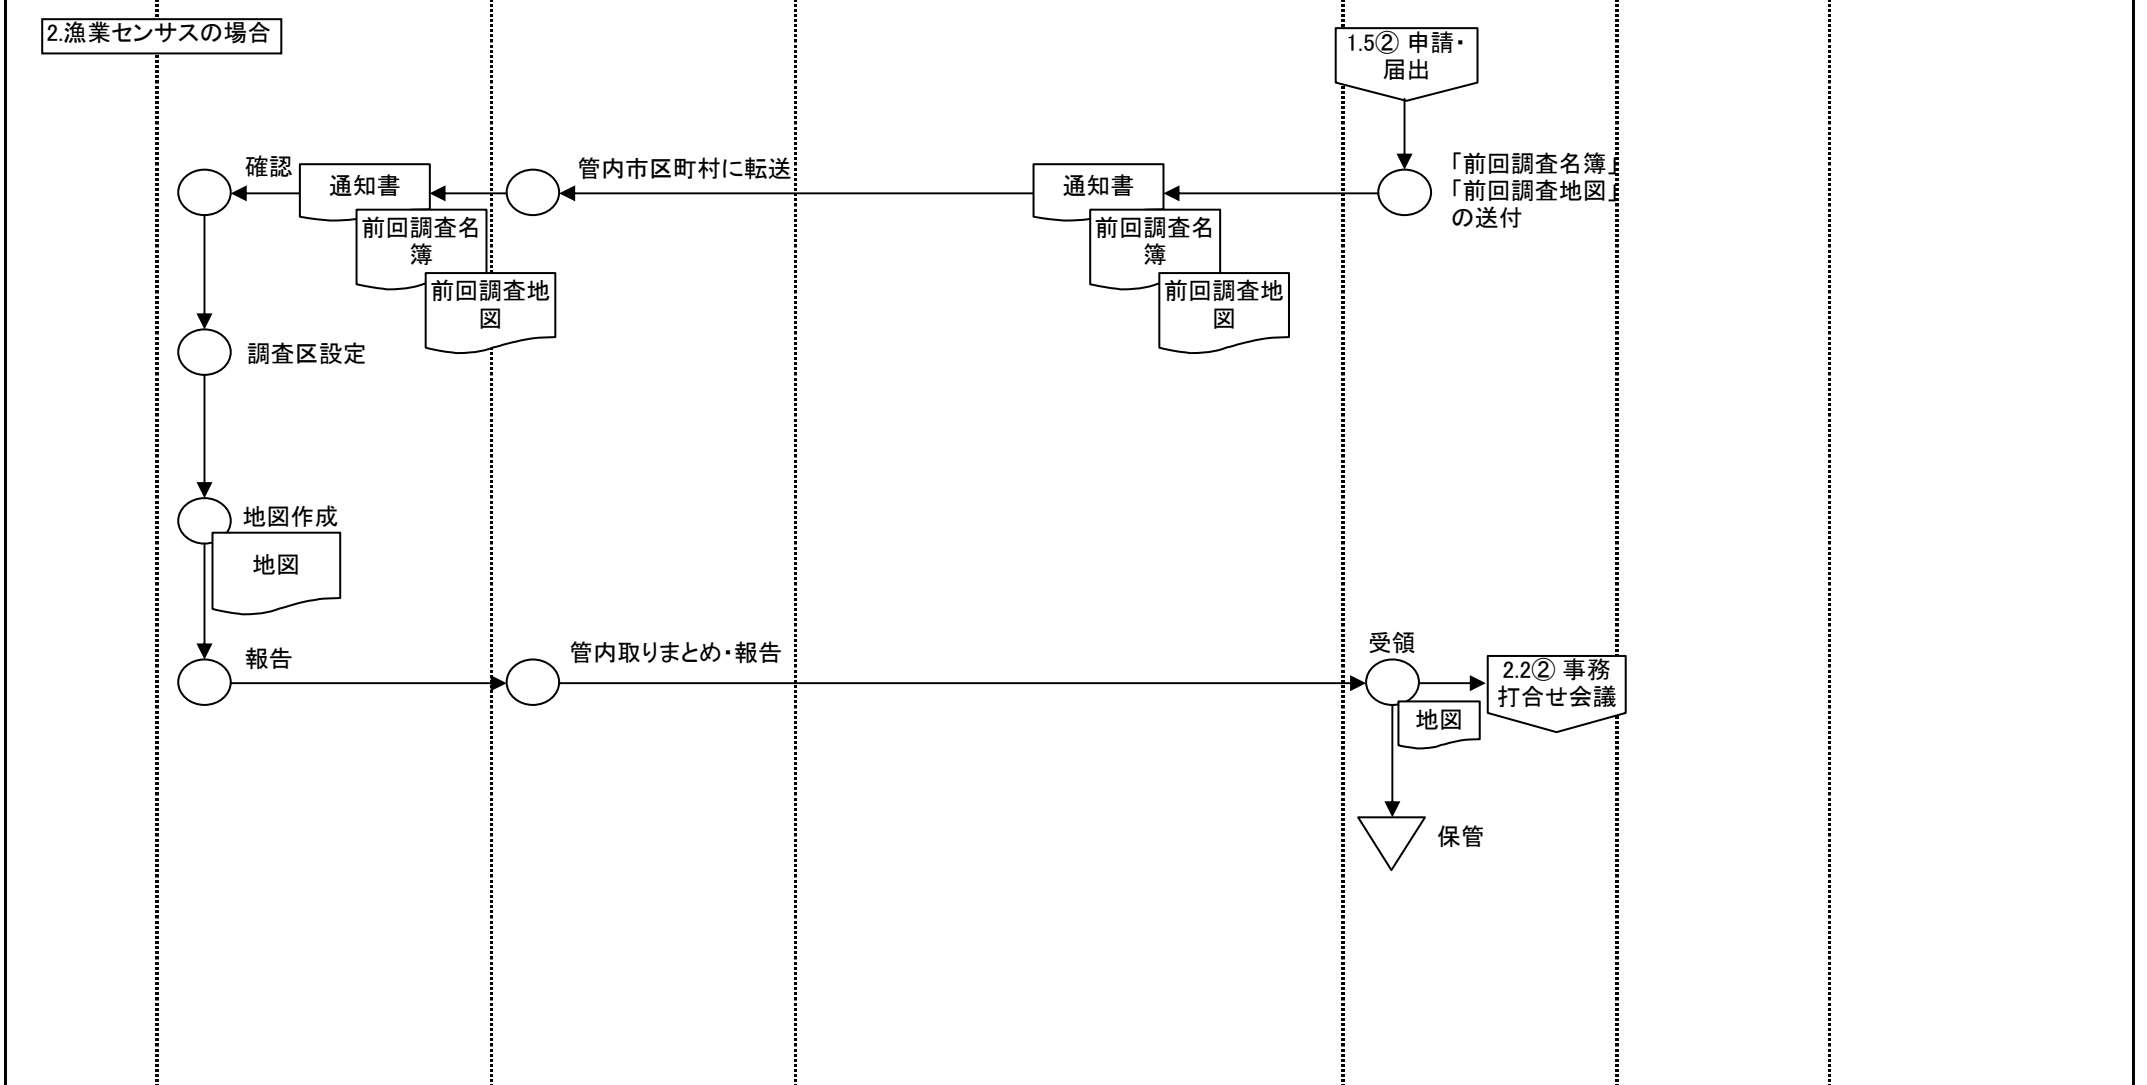 2.漁業センサスの場合
1.5② 申請・
届出
確認
通知書
前回調査名
簿
前回調査地
図
管内市区町村に転送
通知書
前回調査名
簿
前回調査地
図
「前回調査名簿」
「前回調査地図」
の送付
調査区設定
地図作成
地図
報告
管内取りまとめ・報告
受領
地図
2.2② 事務
打合せ会議
保管